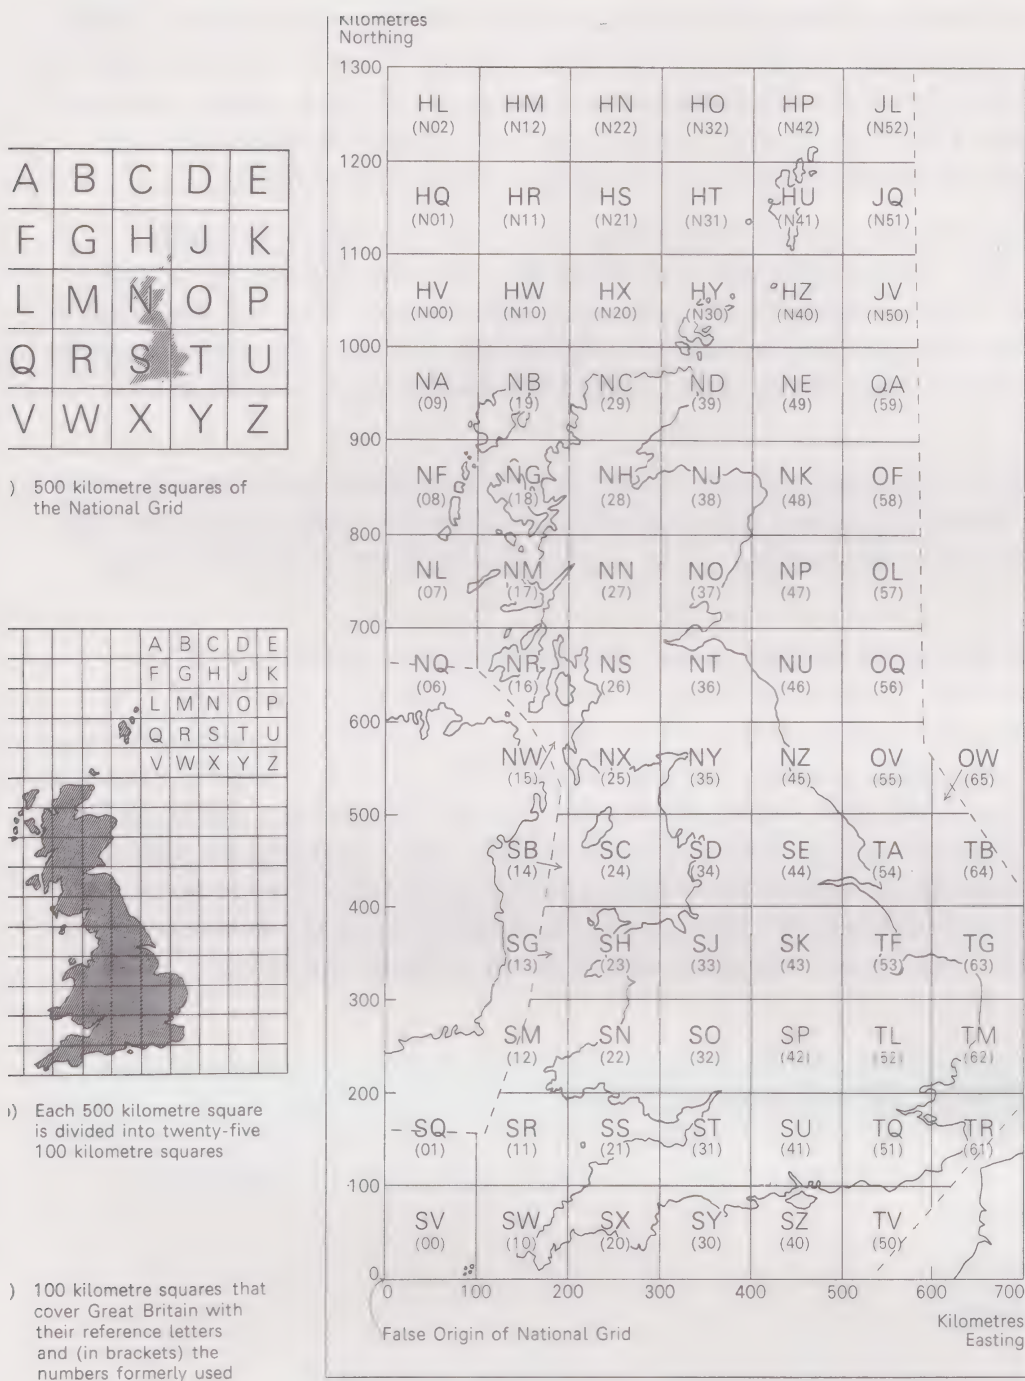 Kilometres
Northing
A B C D E
F G H J K
L M N O P
Q R S T U
V W X Y Z
) 500 kilometre squares of
the National Grid
A B C D E
F G H J K
L M N O P
Q R S T U
V W X Y Z
) Each 500 kilometre square
is divided into twenty-five
100 kilometre squares
) 100 kilometre squares that
cover Great Britain with
their reference letters
and (in brackets) the
numbers formerly used
1300
HL HM HN HO HP JL
(N02) (N12) (N22) (N32) (N42) (N52)
1200
HQ HR HS HT HU JQ
(N01) (N11) (N21) (N31) (N41) (N51)
1100
HV HW HX HY HZ JV
(N00) (N10) (N20) (N30) (N40) (N50)
1000
NA NB NC ND NE OA
(09) (19) (29) (39) (49) (59)
900
NF NG NH NJ NK OF
(08) (18) (28) (38) (48) (58)
800
NL NM NN NO NP OL
(07) (17) (27) (37) (47) (57)
700
NQ NR NS NT NU OQ
(06) (16) (26) (36) (46) (56)
600
NW NX NY NZ OV OW
(15) (25) (35) (45) (55) (65)
500
SB SC SD SE TA TB
(14) (24) (34) (44) (54) (64)
400
SG SH SJ SK TF TG
(13) (23) (33) (43) (53) (63)
300
SM SN SO SP TL TM
(12) (22) (32) (42) (52) (62)
200
SQ SR SS ST SU TQ TR
(01) (11) (21) (31) (41) (51) (61)
100
SV SW SX SY SZ TV
(00) (10) (20) (30) (40) (50)
0
0 100 200 300 400 500 600 700
False Origin of National Grid
Kilometres
Easting